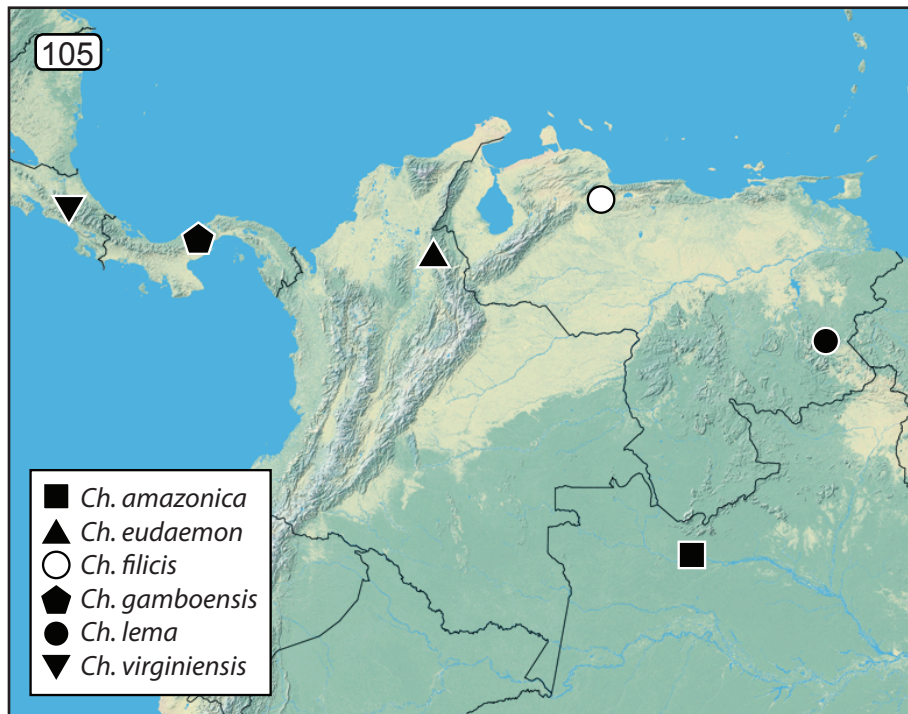 105
Ch. amazonica
Ch. eudaemon
Ch. filicis
Ch. gamboensis
Ch. lema
Ch. virginiensis